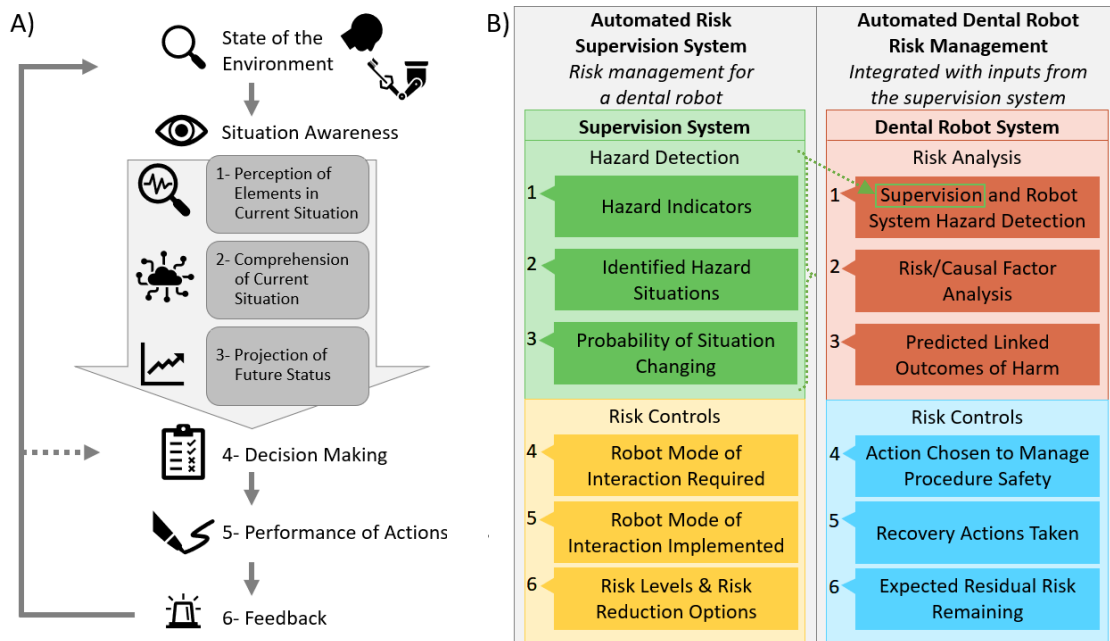 A)
State of the
Environment
Situation Awareness
1- Perception of
Elements in
Current Situation
2- Comprehension
of Current
Situation
3- Projection of
Future Status
4- Decision Making
5- Performance of Actions
6- Feedback
B)
Automated Risk
Supervision System
Risk management for
a dental robot
Supervision System
Hazard Detection
1
Hazard Indicators
2
Identified Hazard
Situations
3
Probability of Situation
Changing
Risk Controls
4
Robot Mode of
Interaction Required
5
Robot Mode of
Interaction Implemented
6
Risk Levels & Risk
Reduction Options
Automated Dental Robot
Risk Management
Integrated with inputs from
the supervision system
Dental Robot System
Risk Analysis
1
Supervision and Robot
System Hazard Detection
2
Risk/Causal Factor
Analysis
3
Predicted Linked
Outcomes of Harm
Risk Controls
4
Action Chosen to Manage
Procedure Safety
5
Recovery Actions Taken
6
Expected Residual Risk
Remaining